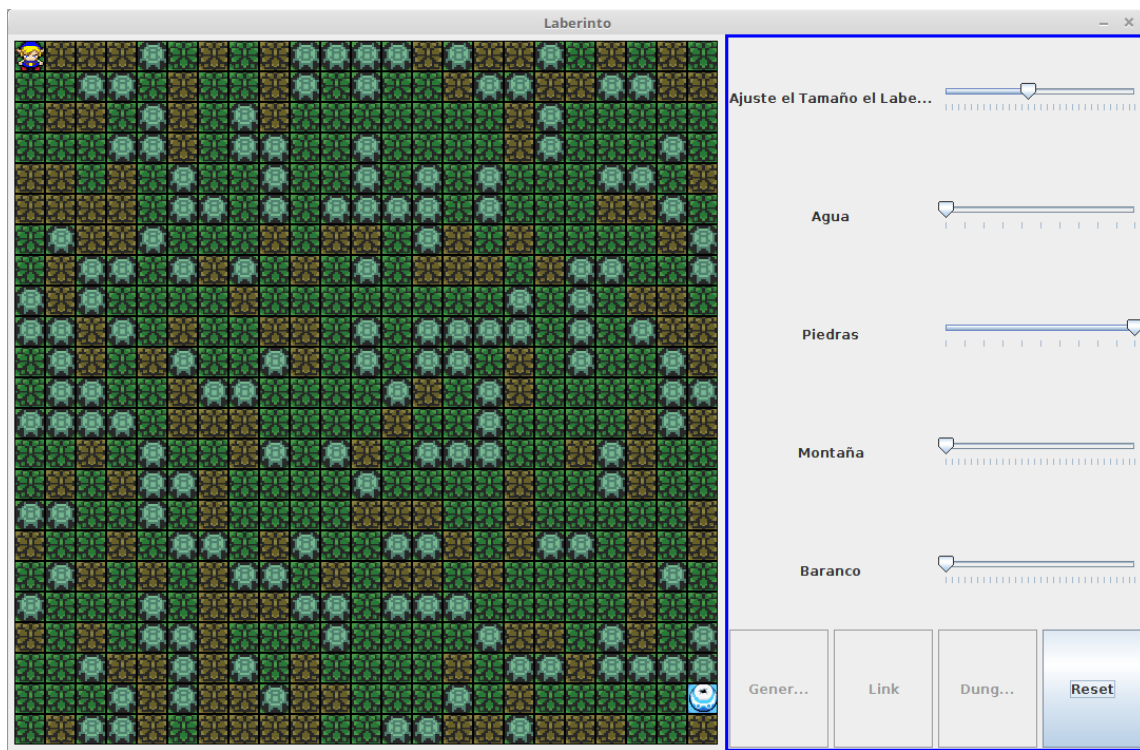 Laberinto
Ajuste el Tamaño el Labe...
Agua
Piedras
Montaña
Baranco
Gener...
Link
Dung...
Reset